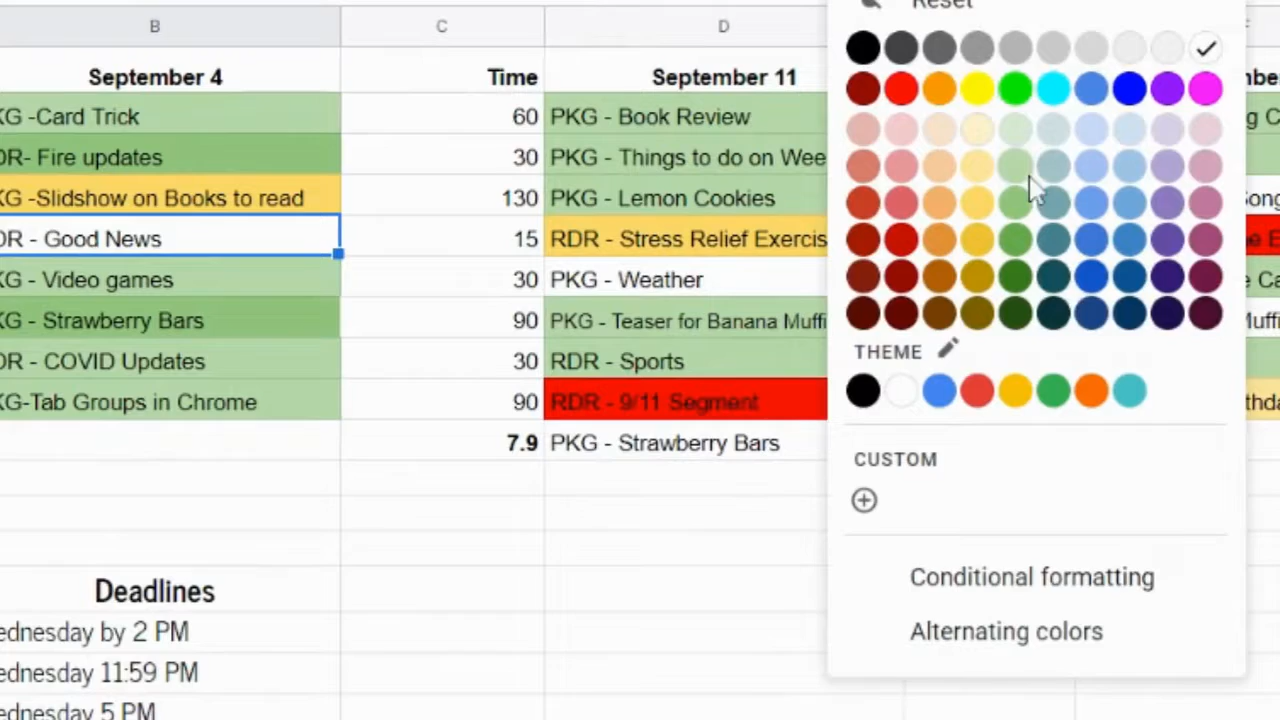 Reset
B C D F
September 4 Time September 11
KG -Card Trick 60 PKG - Book Review g C
DR- Fire updates 30 PKG - Things to do on Wee
KG -Slidshow on Books to read 130 PKG - Lemon Cookies
DR - Good News 15 RDR - Stress Relief Exercis
KG - Video games 30 PKG - Weather
KG - Strawberry Bars 90 PKG - Teaser for Banana Muffi
DR - COVID Updates 30 RDR - Sports
KG-Tab Groups in Chrome 90 RDR - 9/11 Segment
7.9 PKG - Strawberry Bars
THEME
CUSTOM
Conditional formatting
Alternating colors
Deadlines
ednesday by 2 PM
ednesday 11:59 PM
ednesday 5 PM